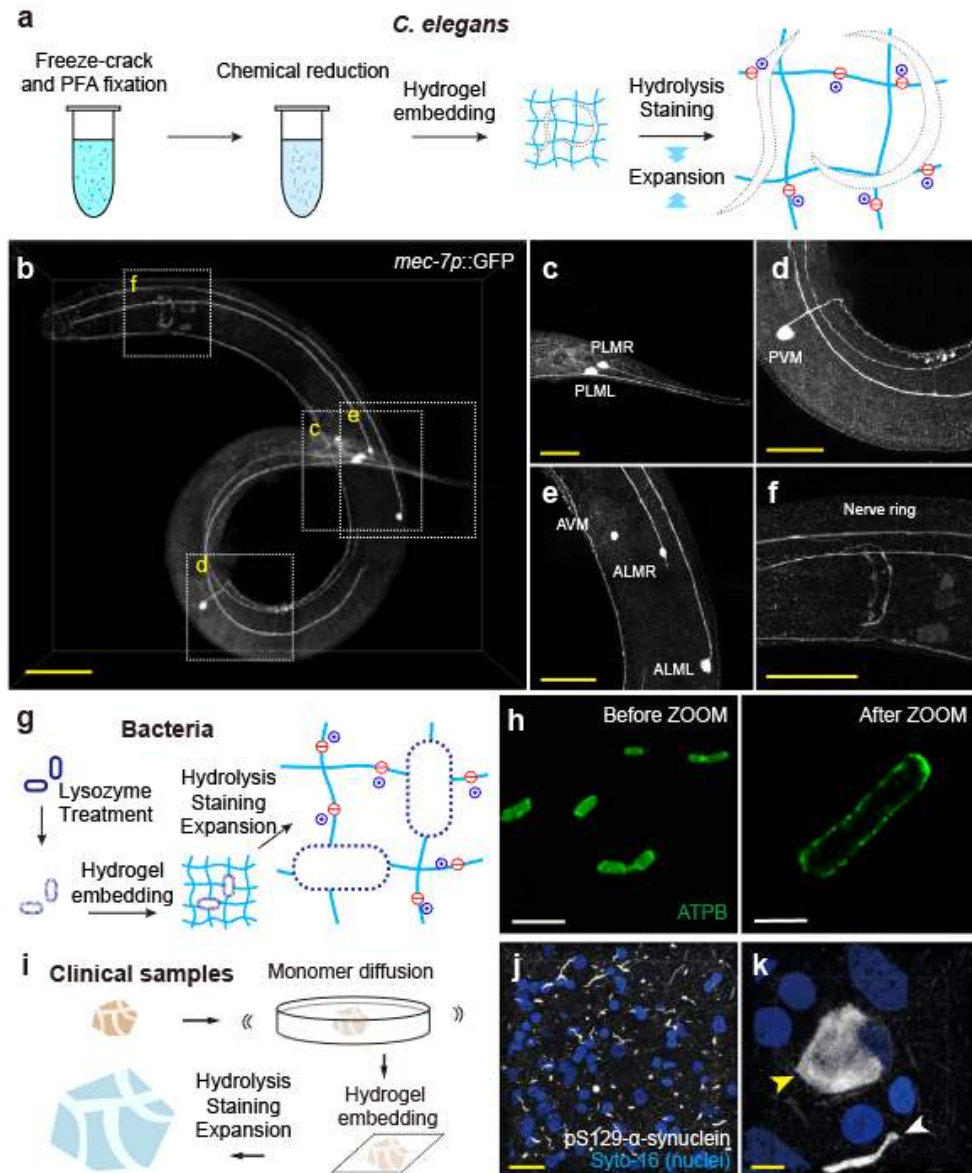 a
C. elegans
Freeze-crack
and PFA fixation
Chemical reduction
Hydrogel
embedding
Hydrolysis
Staining
Expansion
b
mec-7p::GFP
f
c
e
d
c
PLMR
PLML
d
PVM
e
AVM
ALMR
ALML
f
Nerve ring
g
Bacteria
Lysozyme
Treatment
Hydrogel
embedding
Hydrolysis
Staining
Expansion
h
Before ZOOM
ATPB
After ZOOM
i
Clinical samples
Monomer diffusion
Hydrogel
embedding
Hydrolysis
Staining
Expansion
j
pS129-α-synuclein
Syto-16 (nuclei)
k